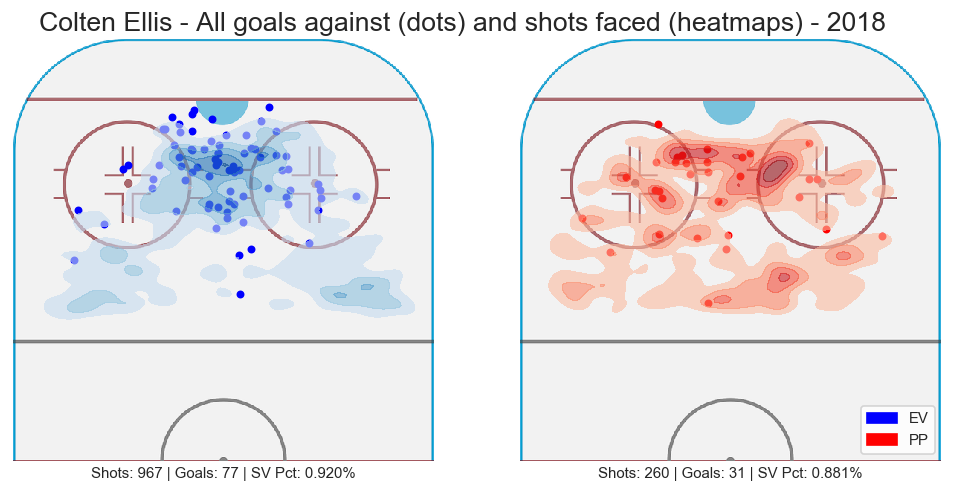 Colten Ellis - All goals against (dots) and shots faced (heatmaps) - 2018
EV
PP
Shots: 967 | Goals: 77 | SV Pct: 0.920%
Shots: 260 | Goals: 31 | SV Pct: 0.881%